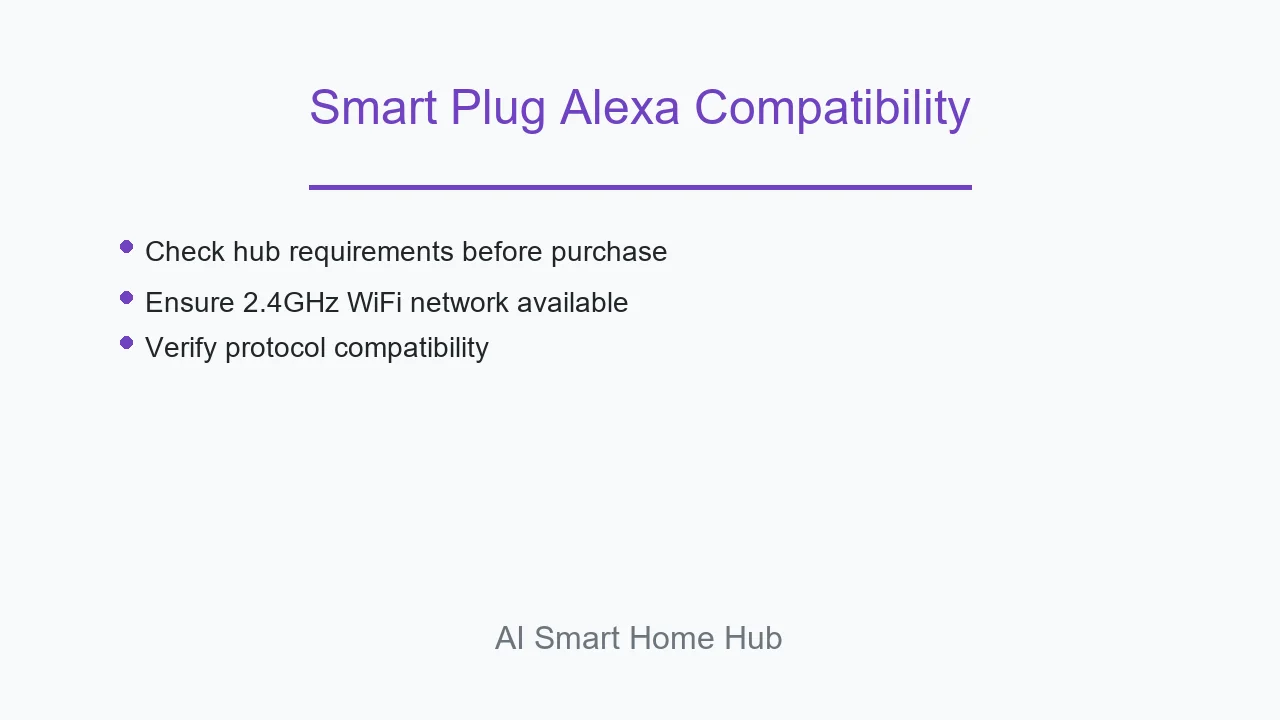 Smart Plug Alexa Compatibility
Check hub requirements before purchase
Ensure 2.4GHz WiFi network available
Verify protocol compatibility
AI Smart Home Hub